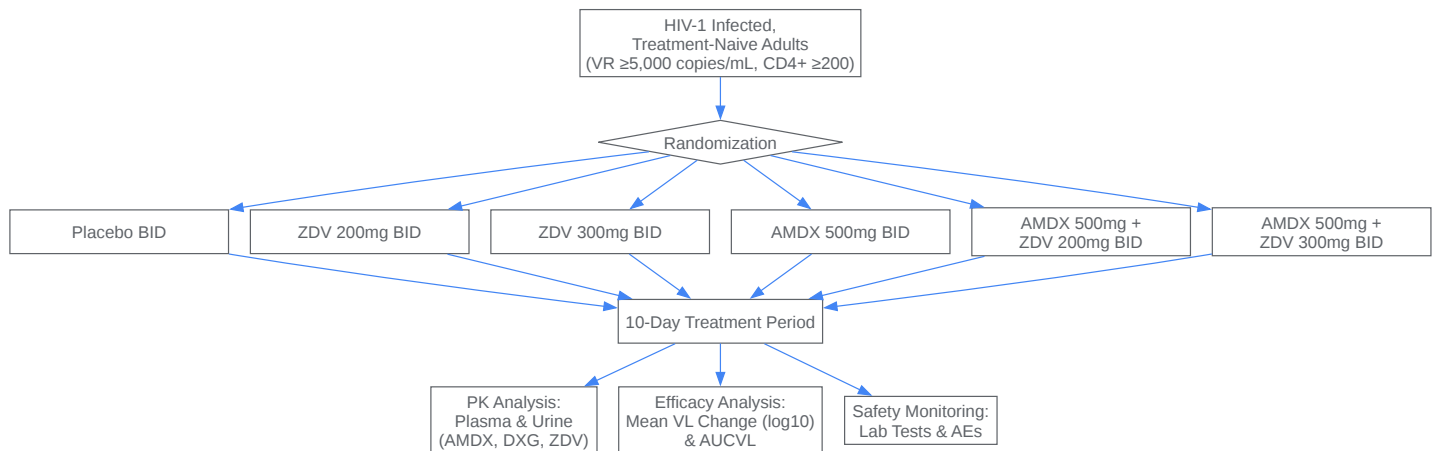 HIV-1 Infected,
Treatment-Naive Adults
(VR ≥5,000 copies/mL, CD4+ ≥200)
Randomization
Placebo BID
ZDV 200mg BID
ZDV 300mg BID
AMDX 500mg BID
AMDX 500mg +
ZDV 200mg BID
AMDX 500mg +
ZDV 300mg BID
10-Day Treatment Period
PK Analysis:
Plasma & Urine
(AMDX, DXG, ZDV)
Efficacy Analysis:
Mean VL Change (log10)
& AUCVL
Safety Monitoring:
Lab Tests & AEs